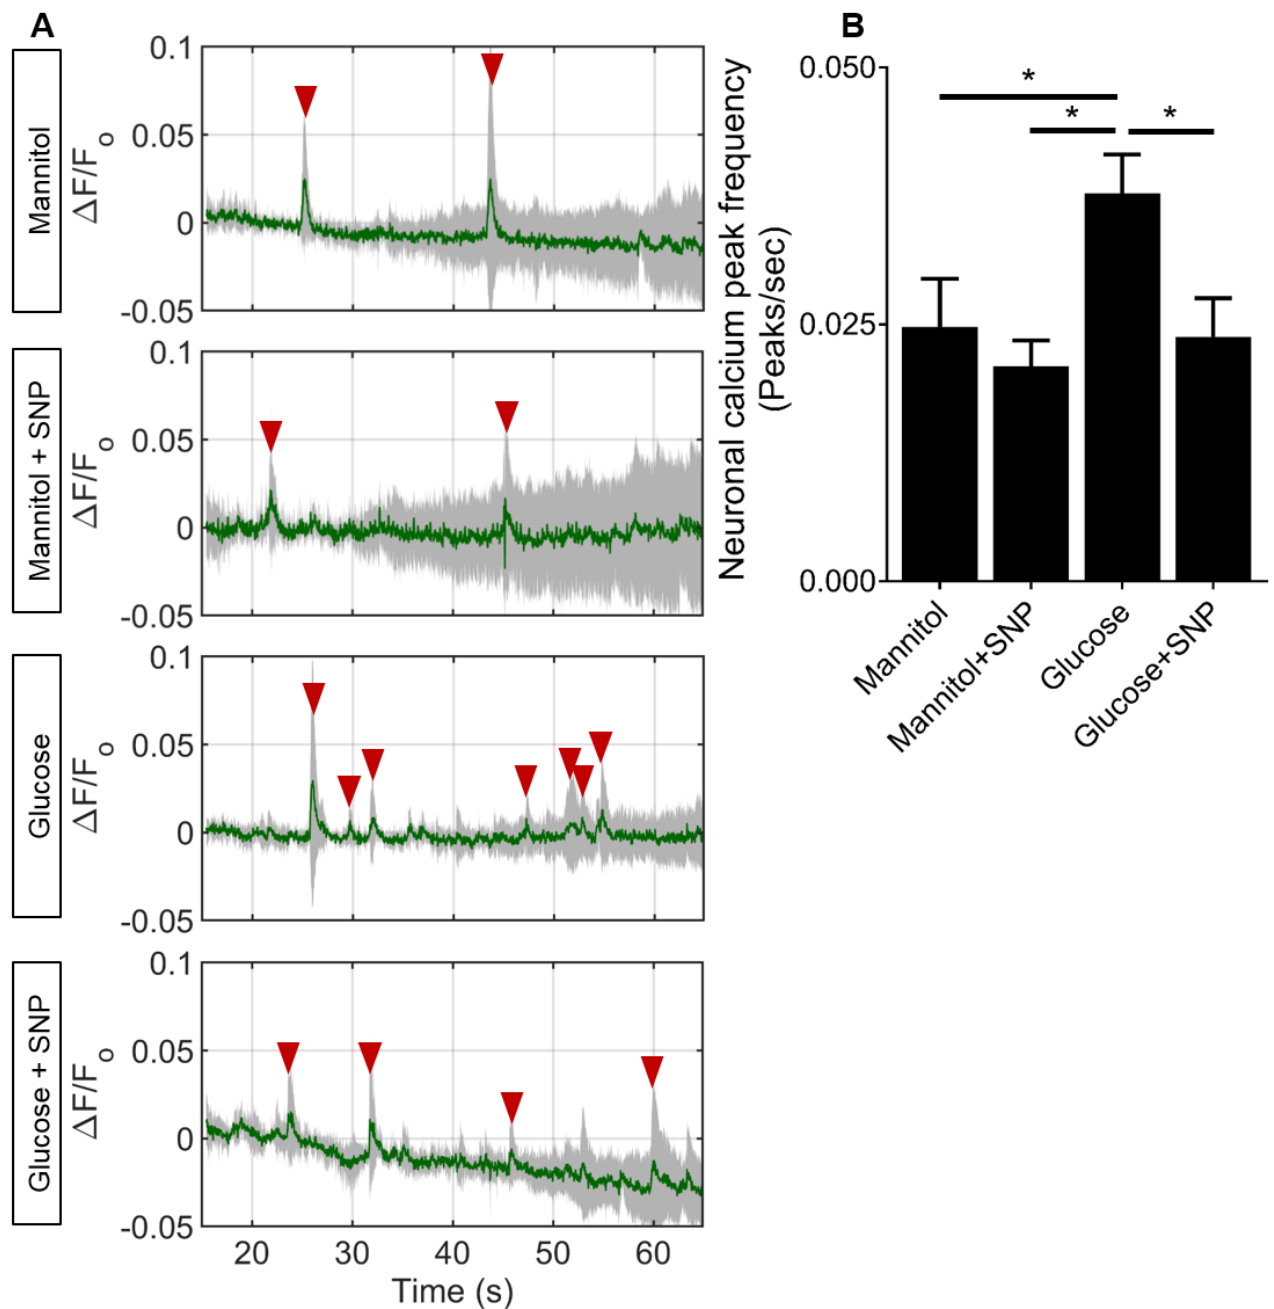 A
Mannitol
ΔF/Fo
0.1
0.05
0
-0.05
Mannitol + SNP
ΔF/Fo
0.1
0.05
0
-0.05
Glucose
ΔF/Fo
0.1
0.05
0
-0.05
Glucose + SNP
ΔF/Fo
0.1
0.05
0
-0.05
20 30 40 50 60
Time (s)
B
Neuronal calcium peak frequency
(Peaks/sec)
0.050
0.025
0.000
*
* *
Mannitol
Mannitol+SNP
Glucose
Glucose+SNP